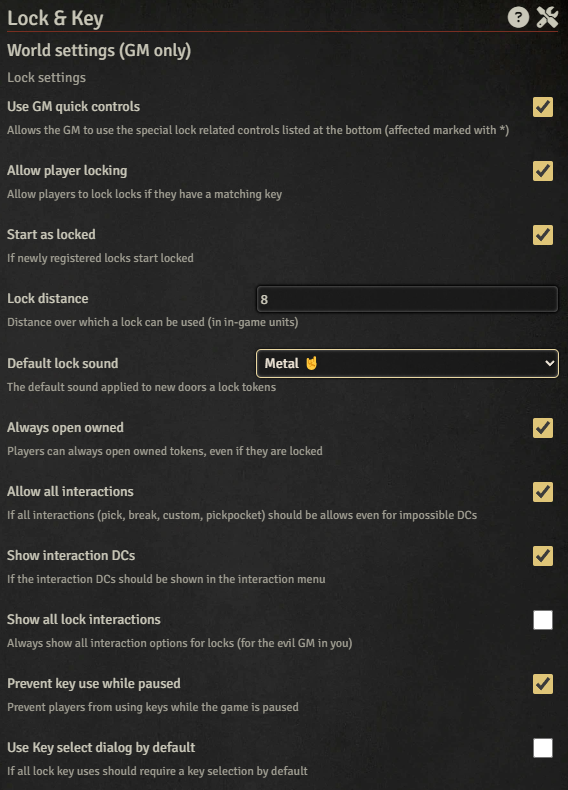 Lock & Key
World settings (GM only)
Lock settings
Use GM quick controls
Allows the GM to use the special lock related controls listed at the bottom (affected marked with *)
Allow player locking
Allow players to lock locks if they have a matching key
Start as locked
If newly registered locks start locked
Lock distance
8
Distance over which a lock can be used (in in-game units)
Default lock sound
Metal 🤘
The default sound applied to new doors a lock tokens
Always open owned
Players can always open owned tokens, even if they are locked
Allow all interactions
If all interactions (pick, break, custom, pickpocket) should be allows even for impossible DCs
Show interaction DCs
If the interaction DCs should be shown in the interaction menu
Show all lock interactions
Always show all interaction options for locks (for the evil GM in you)
Prevent key use while paused
Prevent players from using keys while the game is paused
Use Key select dialog by default
If all lock key uses should require a key selection by default